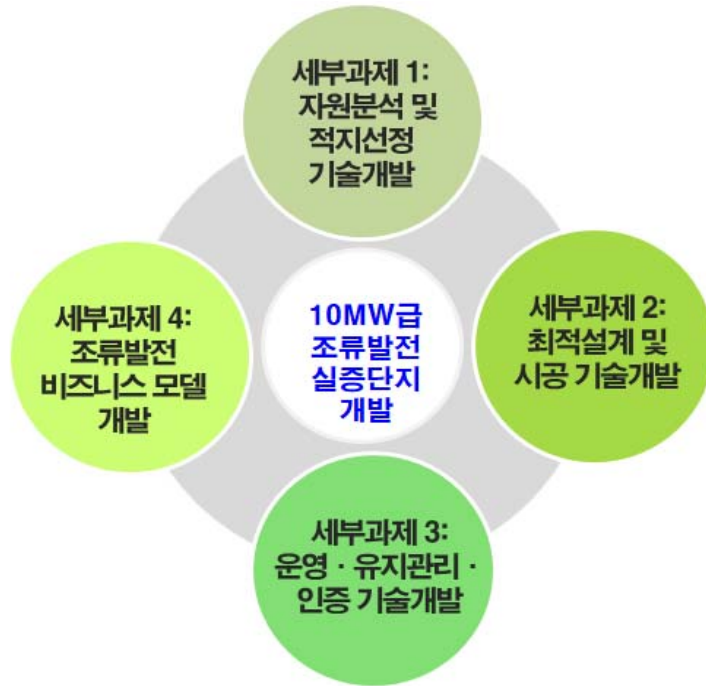 세부과제 1:
자원분석 및
적지선정
기술개발
세부과제 4:
조류발전
비즈니스 모델
개발
10MW급
조류발전
실증단지
개발
세부과제 2:
최적설계 및
시공 기술개발
세부과제 3:
운영 · 유지관리 ·
인증 기술개발